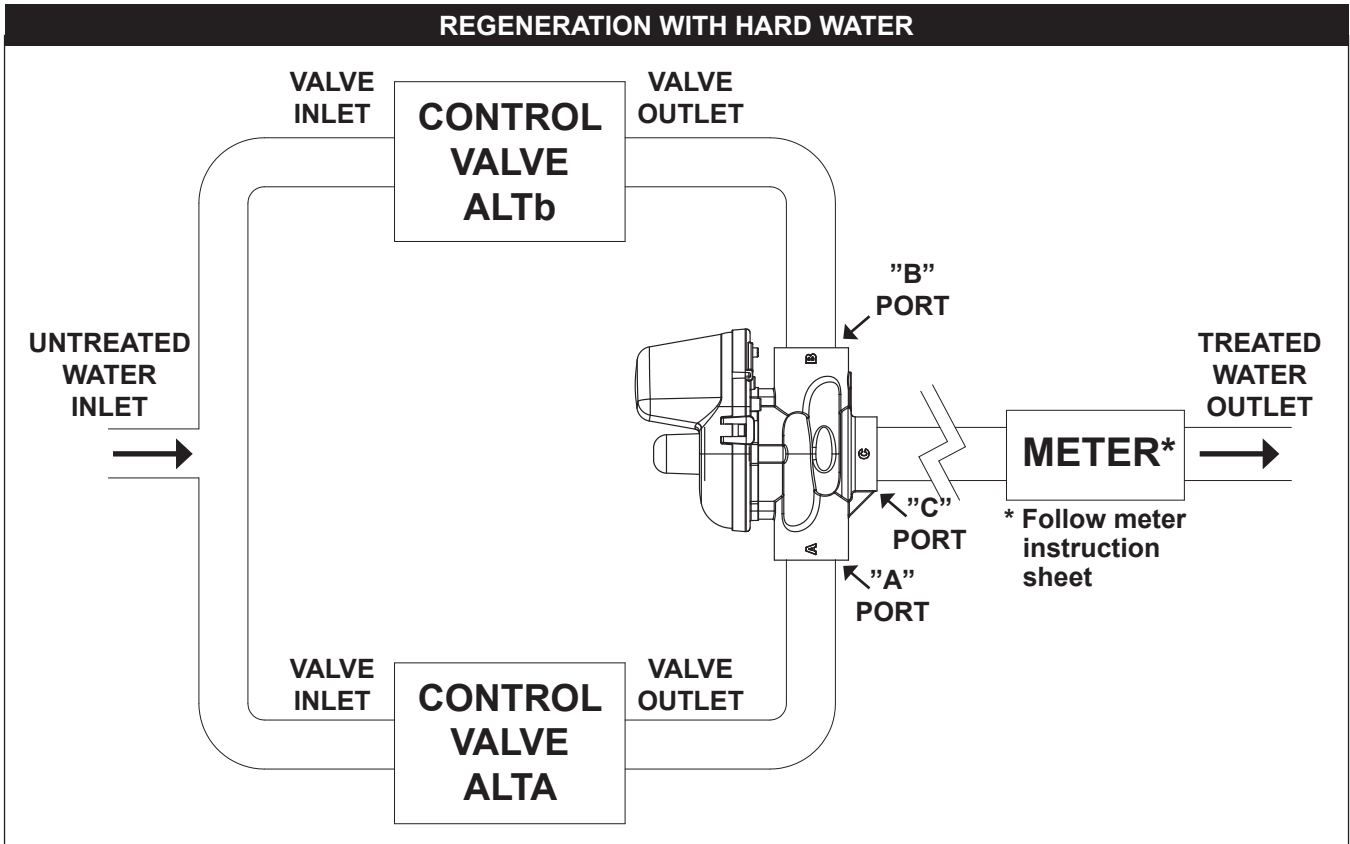 REGENERATION WITH HARD WATER
VALVE
INLET
CONTROL
VALVE
ALTb
VALVE
OUTLET
”B”
PORT
UNTREATED
WATER
INLET
B
C
A
METER*
TREATED
WATER
OUTLET
”C”
PORT
* Follow meter
instruction
sheet
”A”
PORT
VALVE
INLET
CONTROL
VALVE
ALTA
VALVE
OUTLET